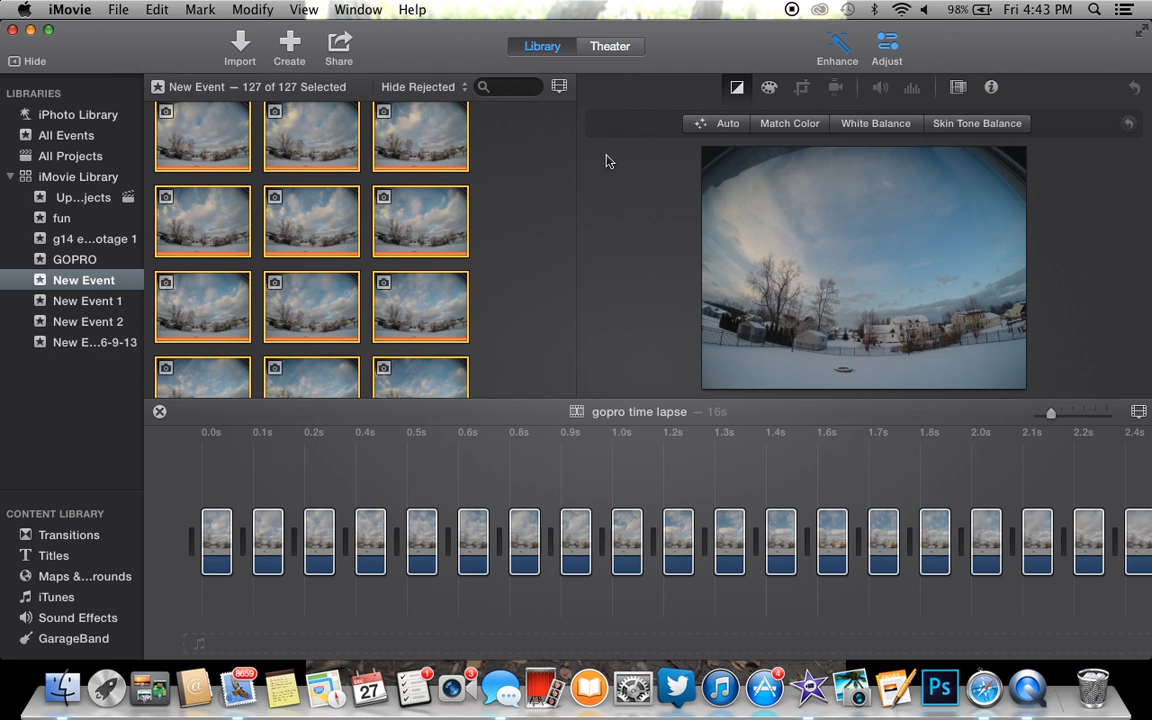 iMovie File Edit Mark Modify View Window Help 98% Fri 4:43 PM
Hide Import Create Share Library Theater Enhance Adjust
LIBRARIES
iPhoto Library
All Events
All Projects
iMovie Library
Up...jects
fun
g14 e...otage 1
GOPRO
New Event
New Event 1
New Event 2
New E...6-9-13
CONTENT LIBRARY
Transitions
Titles
Maps &...rounds
iTunes
Sound Effects
GarageBand
New Event — 127 of 127 Selected Hide Rejected
Auto Match Color White Balance Skin Tone Balance
gopro time lapse — 16s
0.0s 0.1s 0.2s 0.4s 0.5s 0.6s 0.8s 0.9s 1.0s 1.2s 1.3s 1.4s 1.6s 1.7s 1.8s 2.0s 2.1s 2.2s 2.4s
8659 DEC 27 1 3 4 Ps